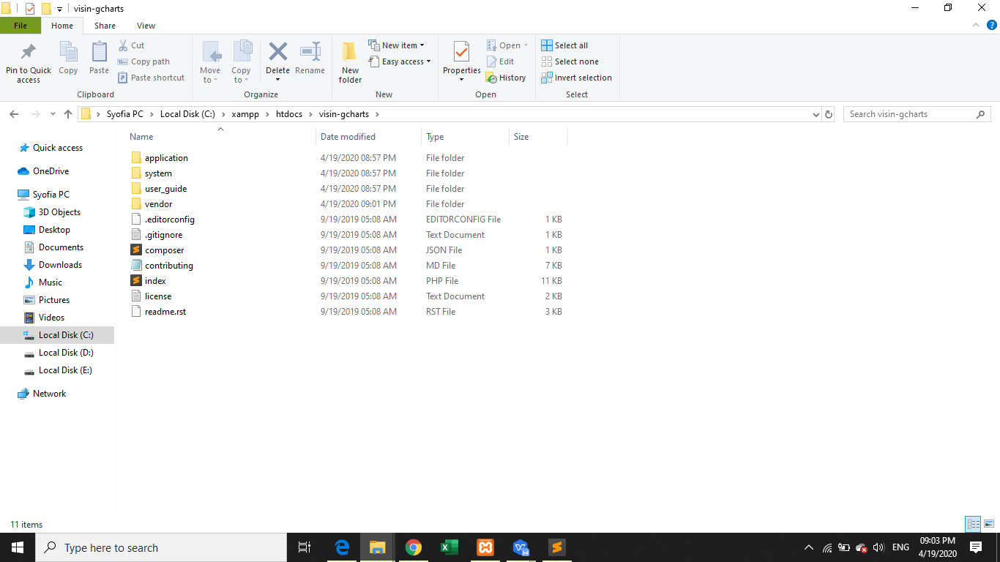 visin-gcharts
File Home Share View
Pin to Quick access
Copy
Paste
Cut
Copy path
Paste shortcut
Clipboard
Move to
Copy to
Delete
Rename
Organize
New folder
New item
Easy access
New
Properties
Open
Edit
History
Open
Select all
Select none
Invert selection
Select
Syofia PC > Local Disk (C:) > xampp > htdocs > visin-gcharts >
Search visin-gcharts
Quick access
OneDrive
Syofia PC
3D Objects
Desktop
Documents
Downloads
Music
Pictures
Videos
Local Disk (C:)
Local Disk (D:)
Local Disk (E:)
Network
Name Date modified Type Size
application 4/19/2020 08:57 PM File folder
system 4/19/2020 08:57 PM File folder
user_guide 4/19/2020 08:57 PM File folder
vendor 4/19/2020 09:01 PM File folder
.editorconfig 9/19/2019 05:08 AM EDITORCONFIG File 1 KB
.gitignore 9/19/2019 05:08 AM Text Document 1 KB
composer 9/19/2019 05:08 AM JSON File 1 KB
contributing 9/19/2019 05:08 AM MD File 7 KB
index 9/19/2019 05:08 AM PHP File 11 KB
license 9/19/2019 05:08 AM Text Document 2 KB
readme.rst 9/19/2019 05:08 AM RST File 3 KB
11 items
Type here to search
ENG
09:03 PM
4/19/2020